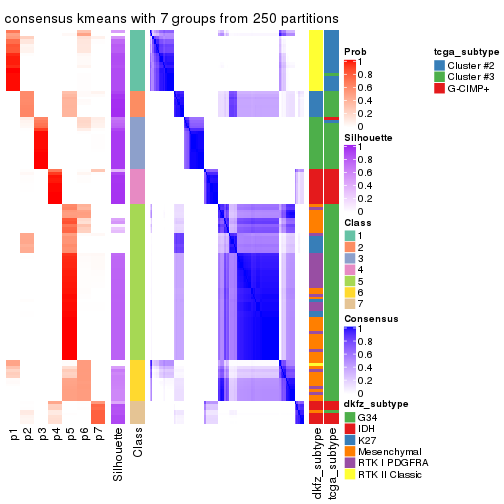 consensus kmeans with 7 groups from 250 partitions
Prob
1
0.8
0.6
0.4
0.2
0
Silhouette
1
0.8
0.6
0.4
0.2
0
Class
1
2
3
4
5
6
7
Consensus
1
0.8
0.6
0.4
0.2
0
dkfz_subtype
G34
IDH
K27
Mesenchymal
RTK I PDGFRA
RTK II Classic
tcga_subtype
Cluster #2
Cluster #3
G-CIMP+
p1
p2
p3
p4
p5
p6
p7
Silhouette
Class
dkfz_subtype
tcga_subtype